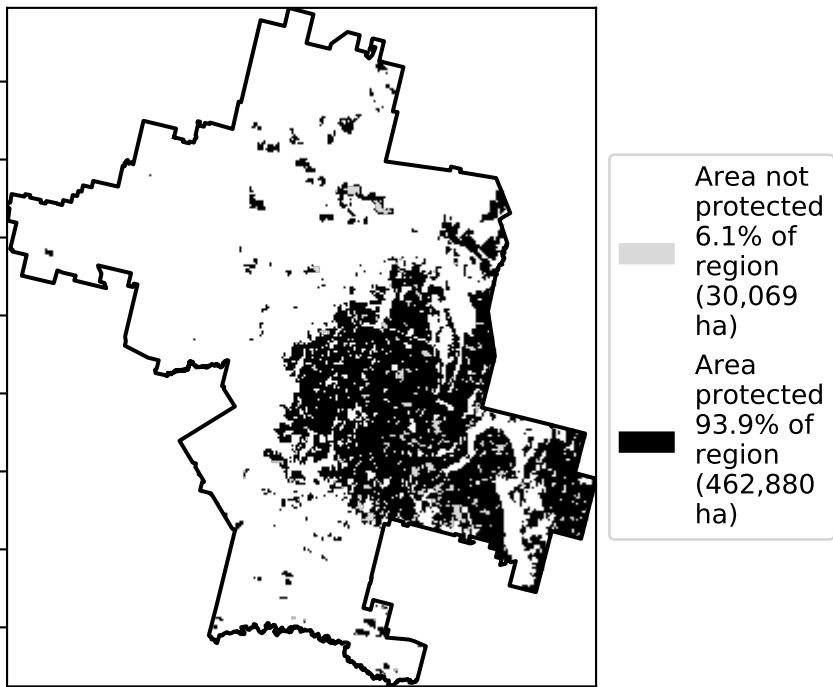 Area not
protected
6.1% of
region
(30,069
ha)
Area
protected
93.9% of
region
(462,880
ha)